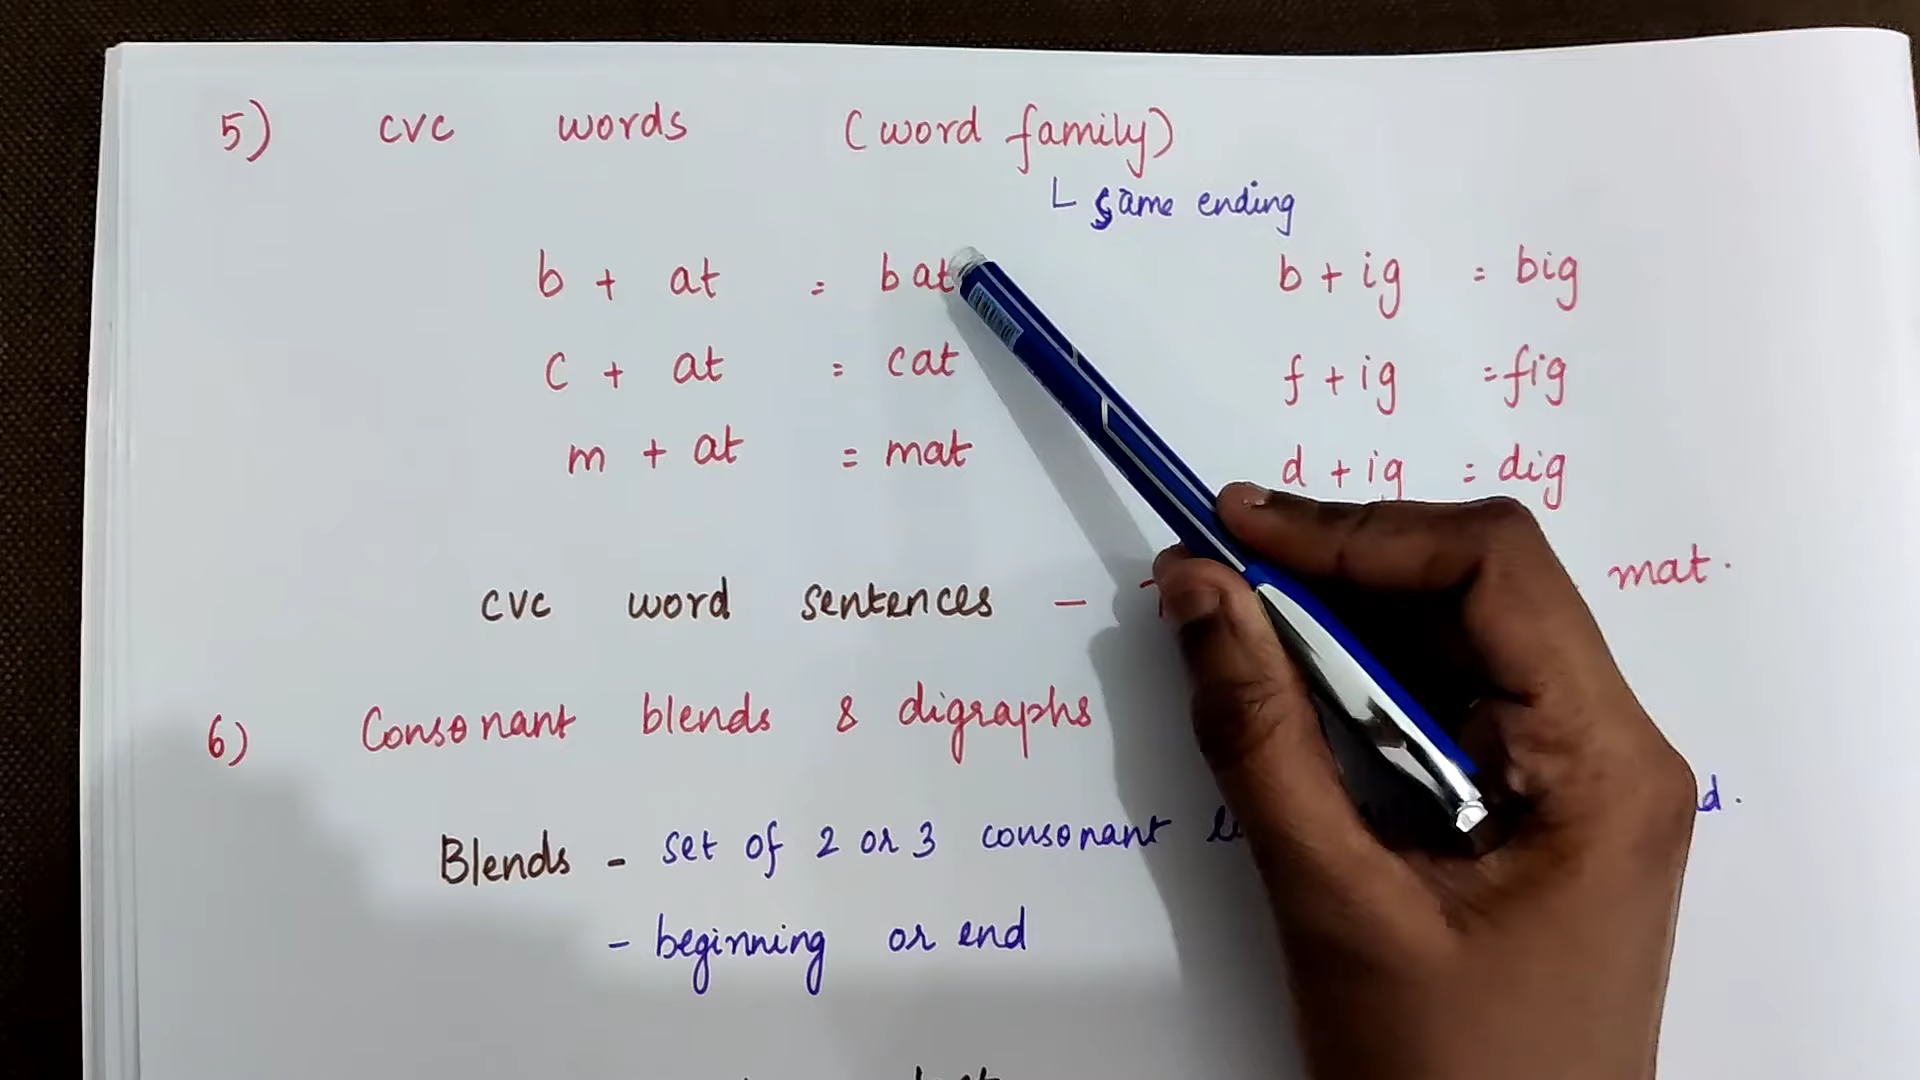 5) cvc words (word family)
└ same ending
b + at = bat b + ig = big
c + at = cat f + ig = fig
m + at = mat d + ig = dig
cvc word sentences - mat.
6) Consonant blends & digraphs
Blends - set of 2 or 3 consonant
- beginning or end